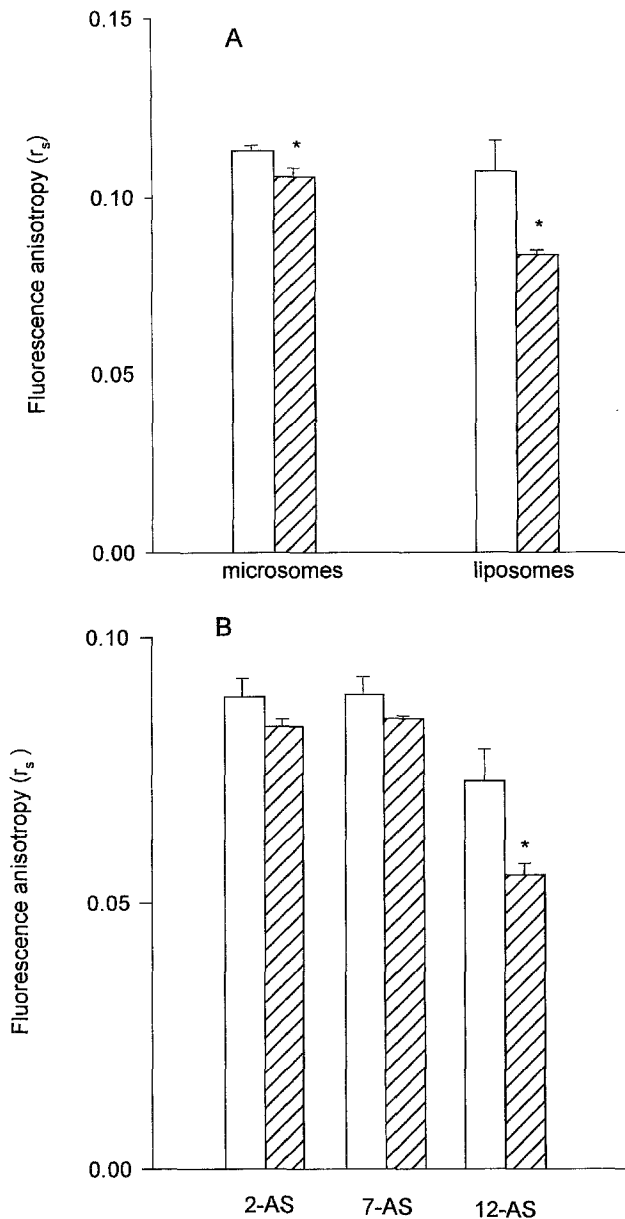 A
0.15
0.10
0.05
0.00
Fluorescence anisotropy (rs)
*
*
microsomes liposomes
B
0.10
0.05
0.00
Fluorescence anisotropy (rs)
*
2-AS 7-AS 12-AS